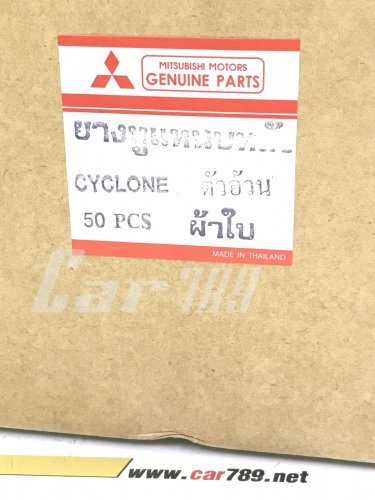 MITSUBISHI MOTORS
GENUINE PARTS
ยางหูแหนบหลัง
CYCLONE ตัวอ้วน
50 PCS ผ้าใบ
MADE IN THAILAND
Car789
www.car789.net